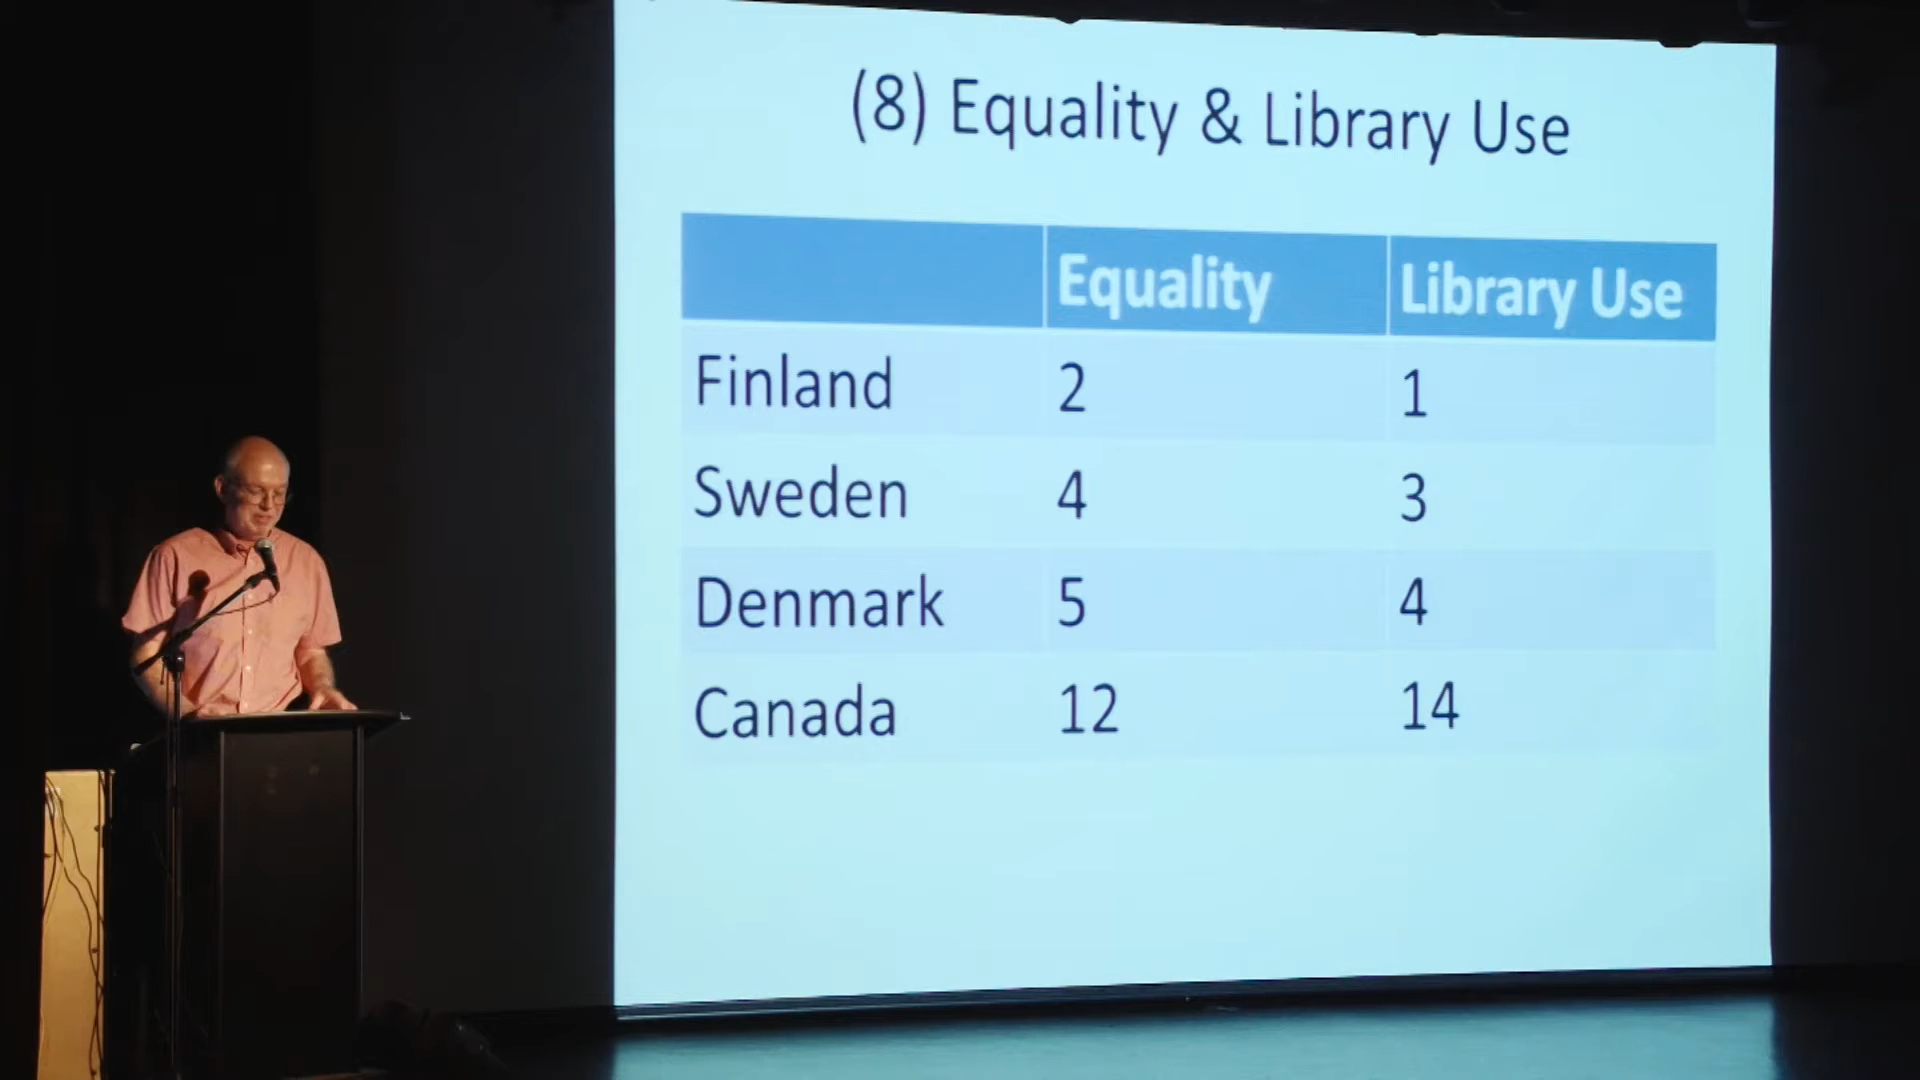 (8) Equality & Library Use
Equality Library Use
Finland 2 1
Sweden 4 3
Denmark 5 4
Canada 12 14